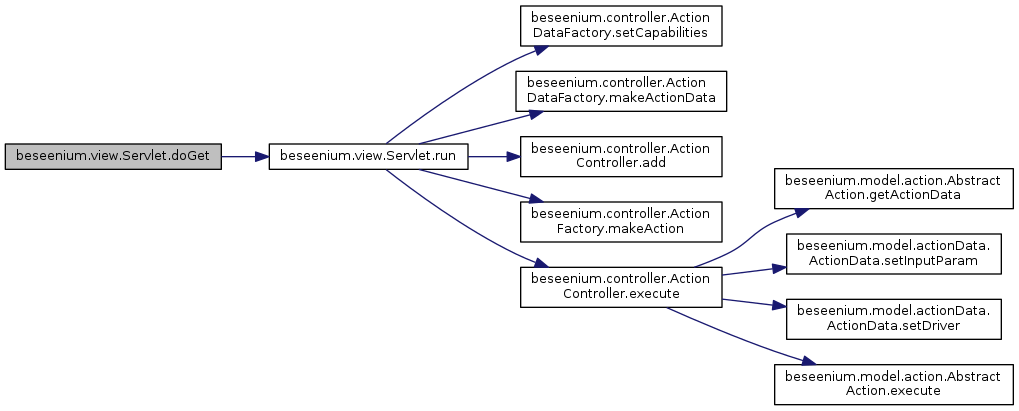 beseenium.view.Servlet.doGet
beseenium.view.Servlet.run
beseenium.controller.Action
DataFactory.setCapabilities
beseenium.controller.Action
DataFactory.makeActionData
beseenium.controller.Action
Controller.add
beseenium.controller.Action
Factory.makeAction
beseenium.controller.Action
Controller.execute
beseenium.model.action.Abstract
Action.getActionData
beseenium.model.actionData.
ActionData.setInputParam
beseenium.model.actionData.
ActionData.setDriver
beseenium.model.action.Abstract
Action.execute